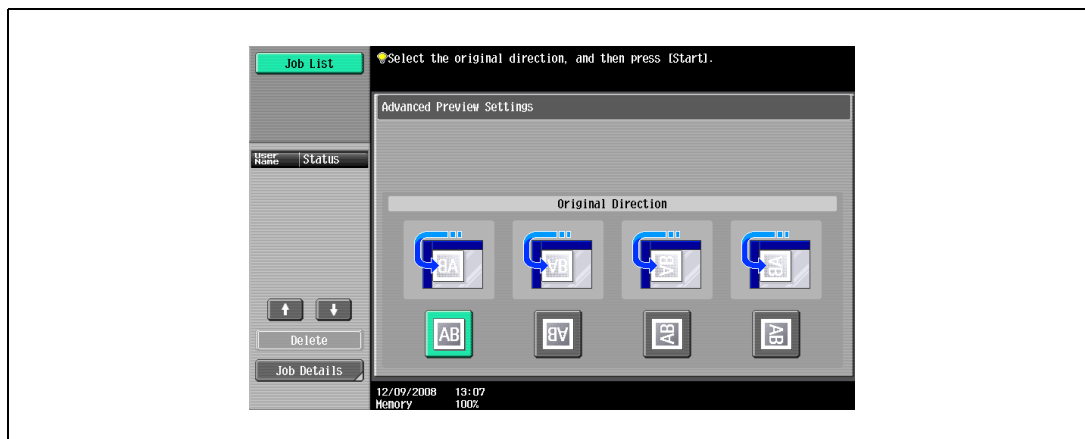 Job List
Select the original direction, and then press [Start].
Advanced Preview Settings
User Name Status
Original Direction
AB
AB
AB
AB
Delete
Job Details
12/09/2008 13:07
Memory 100%